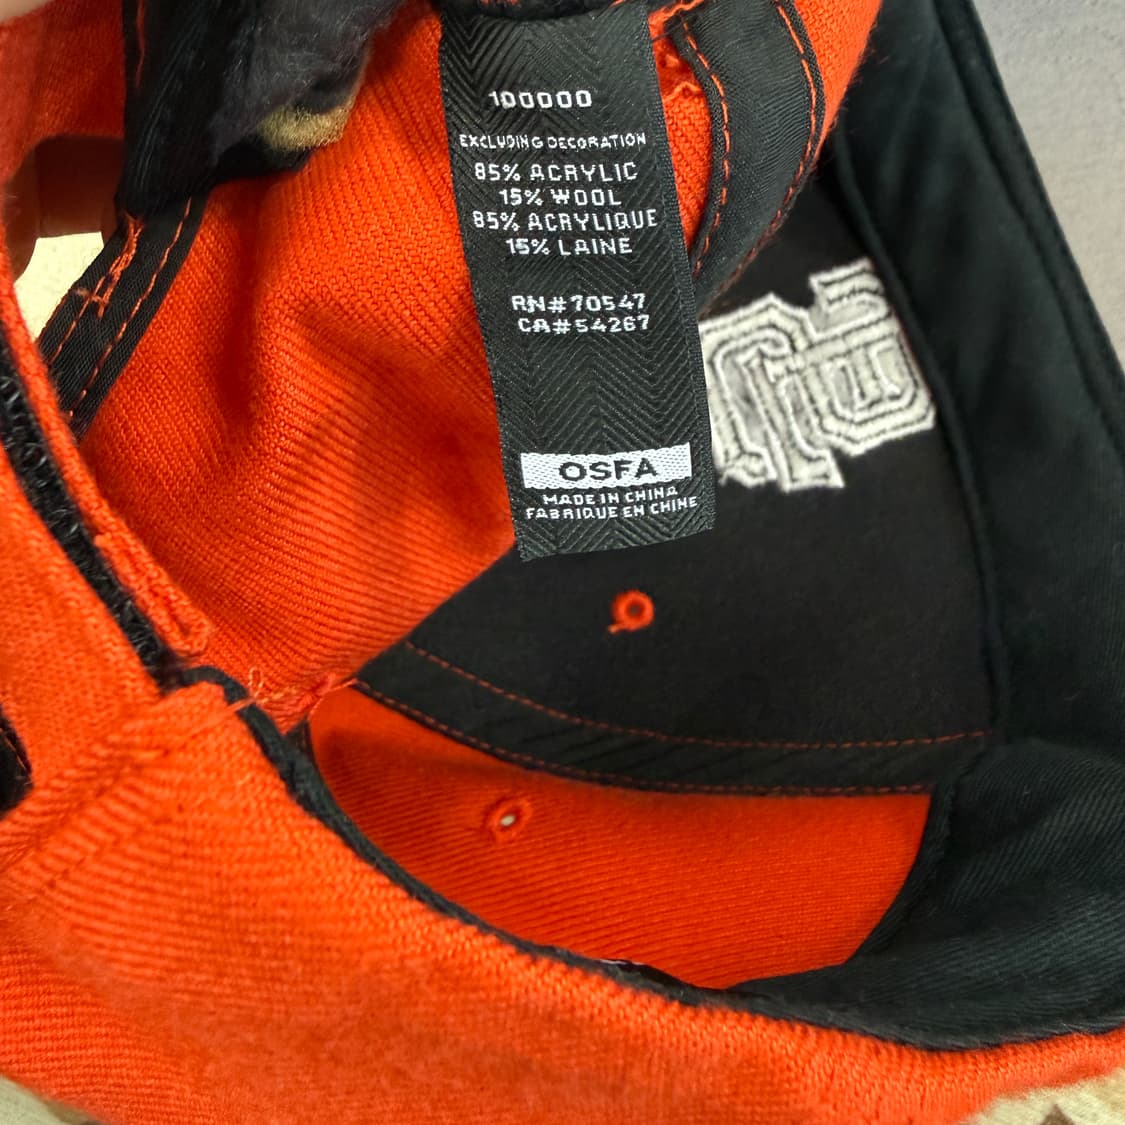 100000
EXCLUDING DECORATION
85% ACRYLIC
15% WOOL
85% ACRYLIQUE
15% LAINE
RN#70547
CA#54267
OSFA
MADE IN CHINA
FABRIQUE EN CHINE